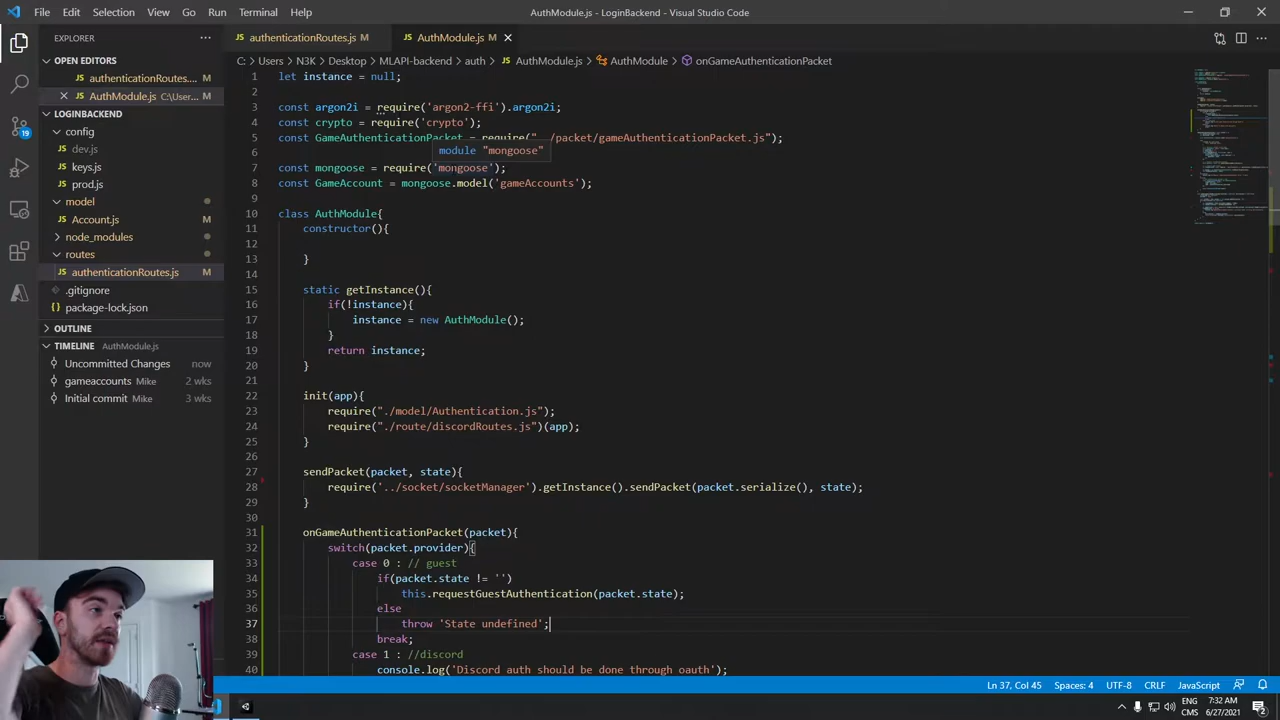 File Edit Selection View Go Run Terminal Help
AuthModule.js - LoginBackend - Visual Studio Code
EXPLORER
OPEN EDITORS
authenticationRoutes.... M
AuthModule.js C:\User... M
LOGINBACKEND
config
dev.js
keys.js
prod.js
model
Account.js M
node_modules
routes
authenticationRoutes.js M
.gitignore
package-lock.json
OUTLINE
TIMELINE AuthModule.js
Uncommitted Changes now
gameaccounts Mike 2 wks
Initial commit Mike 3 wks
19
authenticationRoutes.js M
AuthModule.js M
C: > Users > N3K > Desktop > MLAPI-backend > auth > AuthModule.js > AuthModule > onGameAuthenticationPacket
1 let instance = null;
2
3 const argon2i = require('argon2-ffi').argon2i;
4 const crypto = require('crypto');
5 const GameAuthenticationPacket = require("./packet/gameAuthenticationPacket.js");
module "mongoose"
6
7 const mongoose = require('mongoose');
8 const GameAccount = mongoose.model('gameaccounts');
9
10 class AuthModule{
11 constructor(){
12
13 }
14
15 static getInstance(){
16 if(!instance){
17 instance = new AuthModule();
18 }
19 return instance;
20 }
21
22 init(app){
23 require("./model/Authentication.js");
24 require("./route/discordRoutes.js")(app);
25 }
26
27 sendPacket(packet, state){
28 require('../socket/socketManager').getInstance().sendPacket(packet.serialize(), state);
29 }
30
31 onGameAuthenticationPacket(packet){
32 switch(packet.provider){
33 case 0 : // guest
34 if(packet.state != '')
35 this.requestGuestAuthentication(packet.state);
36 else
37 throw 'State undefined';
38 break;
39 case 1 : //discord
40 console.log('Discord auth should be done through oauth');
Ln 37, Col 45 Spaces: 4 UTF-8 CRLF JavaScript
ENG
CMS
7:32 AM
6/27/2021